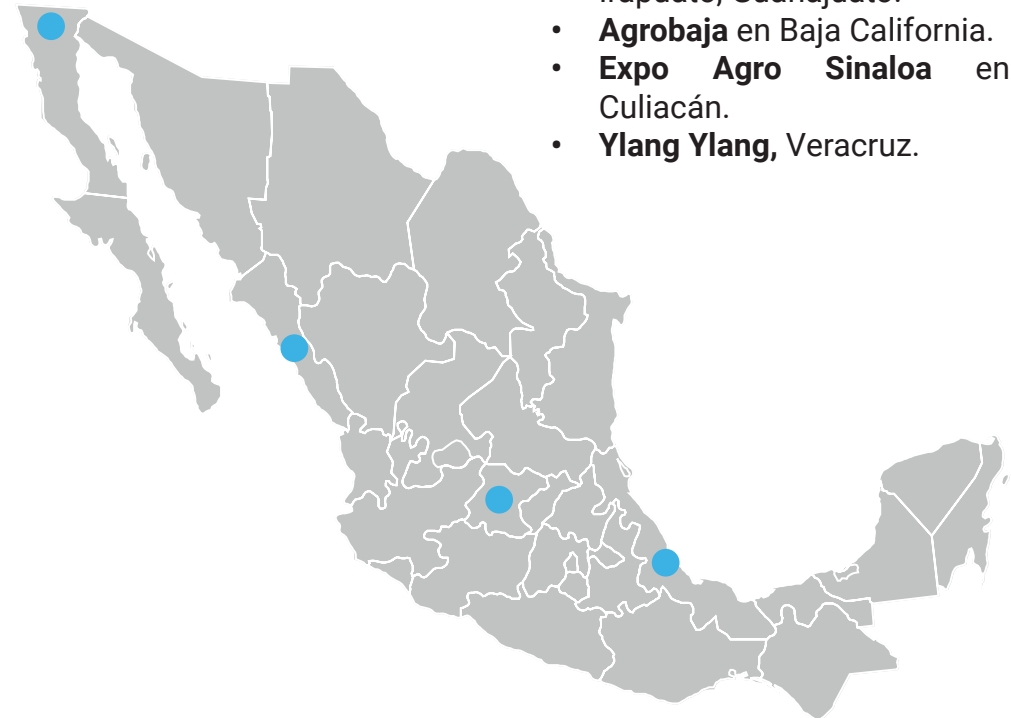 • Agrobaja en Baja California.
• Expo Agro Sinaloa en
Culiacán.
• Ylang Ylang, Veracruz.